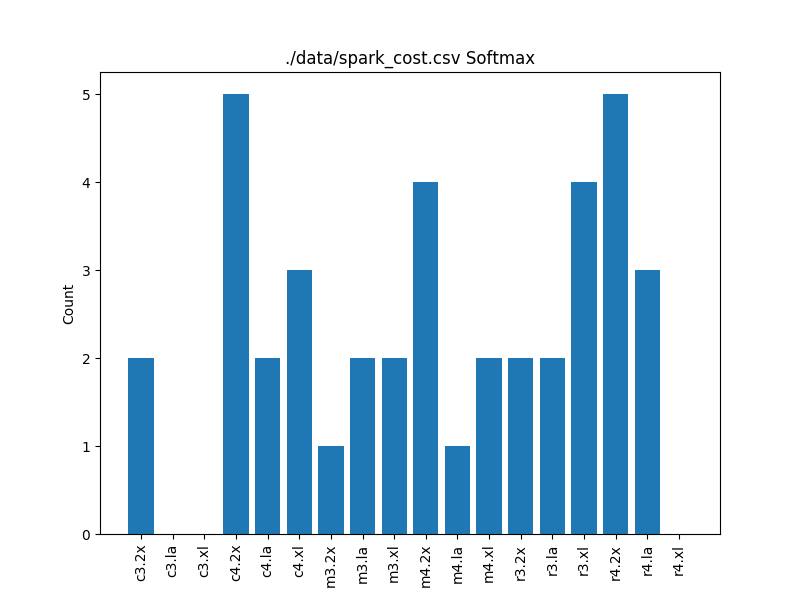 ./data/spark_cost.csv Softmax
Count
5
4
3
2
1
0
c3.2x
c3.la
c3.xl
c4.2x
c4.la
c4.xl
m3.2x
m3.la
m3.xl
m4.2x
m4.la
m4.xl
r3.2x
r3.la
r3.xl
r4.2x
r4.la
r4.xl